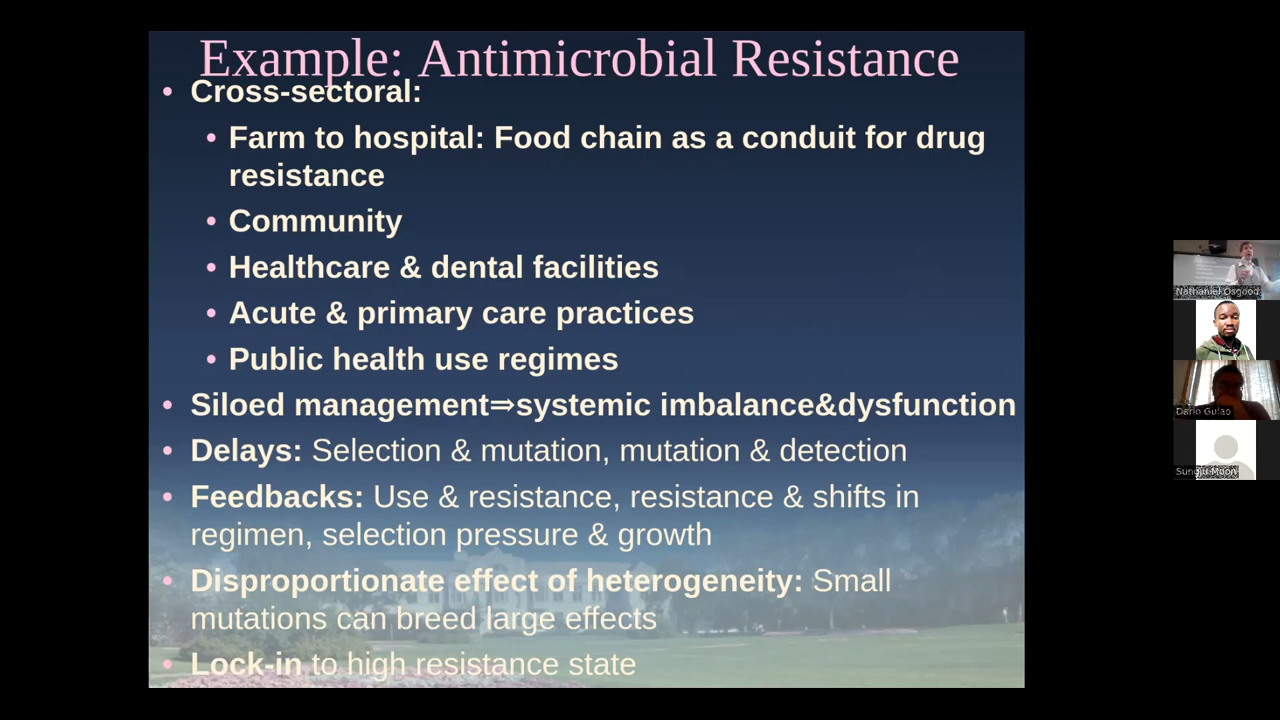 Example: Antimicrobial Resistance
• Cross-sectoral:
• Farm to hospital: Food chain as a conduit for drug
resistance
• Community
• Healthcare & dental facilities
• Acute & primary care practices
• Public health use regimes
• Siloed management⇒systemic imbalance&dysfunction
• Delays: Selection & mutation, mutation & detection
• Feedbacks: Use & resistance, resistance & shifts in
regimen, selection pressure & growth
• Disproportionate effect of heterogeneity: Small
mutations can breed large effects
• Lock-in to high resistance state
Nathaniel Osgood
Dario Gulao